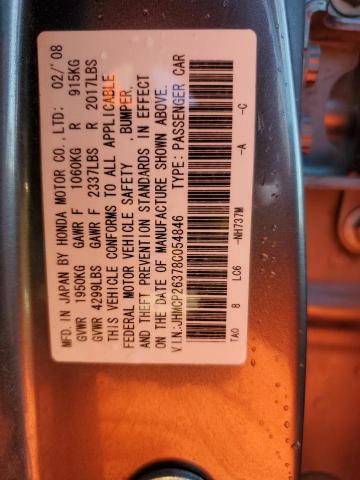 MFD. IN JAPAN BY HONDA MOTOR CO., LTD: 02/'08
GVWR 1950KG GAWR F 1060KG R 915KG
GVWR 4299LBS GAWR F 2337LBS R 2017LBS
THIS VEHICLE CONFORMS TO ALL APPLICABLE
FEDERAL MOTOR VEHICLE SAFETY ,BUMPER,
AND THEFT PREVENTION STANDARDS IN EFFECT
ON THE DATE OF MANUFACTURE SHOWN ABOVE.
V.I.N.:JHMCP26378C054846 TYPE: PASSENGER CAR
TA0 8 LC6 -NH737M -A -C